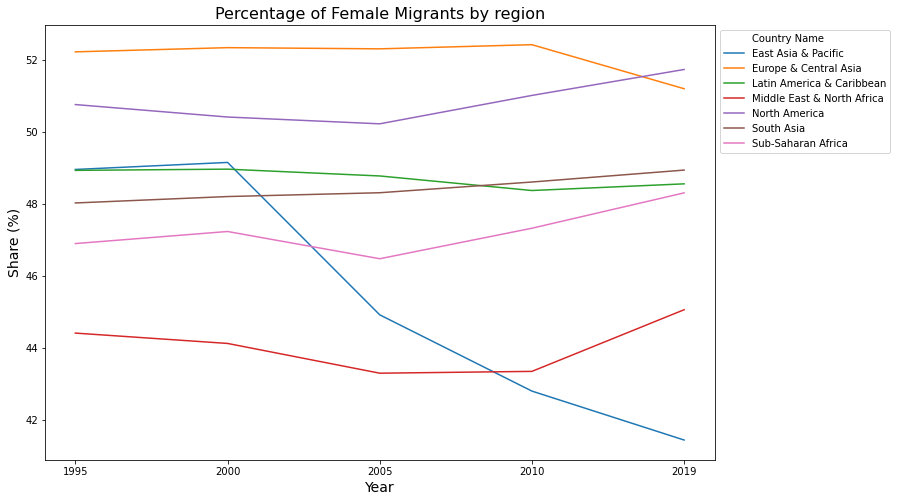 Percentage of Female Migrants by region
Country Name
East Asia & Pacific
Europe & Central Asia
Latin America & Caribbean
Middle East & North Africa
North America
South Asia
Sub-Saharan Africa
Share (%)
52
50
48
46
44
42
1995 2000 2005 2010 2019
Year